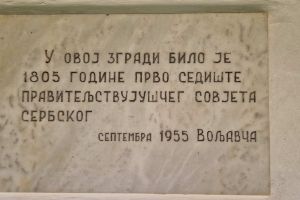 У ОВОЈ ЗГРАДИ БИЛО ЈЕ
1805 ГОДИНЕ ПРВО СЕДИШТЕ
ПРАВИТЕЉСТВУЈУШЧЕГ СОВЈЕТА
СЕРБСКОГ
СЕПТЕМБРА 1955 ВОЉАВЧА